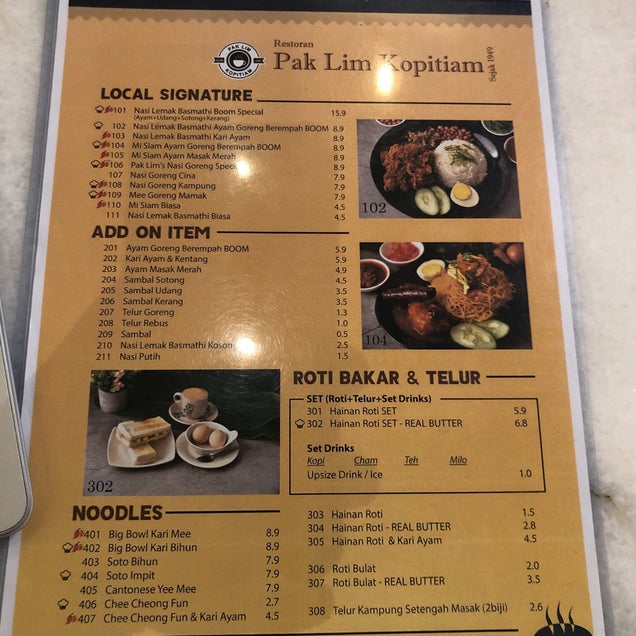 PAK LIM
KOPITIAM
Restoran
Pak Lim Kopitiam
Sejak 1949
LOCAL SIGNATURE
101 Nasi Lemak Basmathi Boom Special 15.9
(Ayam+Udang+Sotong+Kerang)
102 Nasi Lemak Basmathi Ayam Goreng Berempah BOOM 8.9
103 Nasi Lemak Basmathi Kari Ayam 8.9
104 Mi Siam Ayam Goreng Berempah BOOM 8.9
105 Mi Siam Ayam Masak Merah 8.9
106 Pak Lim's Nasi Goreng Special 7.9
107 Nasi Goreng Cina 7.9
108 Nasi Goreng Kampung 7.9
109 Mee Goreng Mamak 7.9
110 Mi Siam Biasa 4.5
111 Nasi Lemak Basmathi Biasa 4.5
102
ADD ON ITEM
201 Ayam Goreng Berempah BOOM 5.9
202 Kari Ayam & Kentang 5.9
203 Ayam Masak Merah 4.9
204 Sambal Sotong 4.5
205 Sambal Udang 3.5
206 Sambal Kerang 3.5
207 Telur Goreng 1.3
208 Telur Rebus 1.0
209 Sambal 0.5
210 Nasi Lemak Basmathi Kosong 2.5
211 Nasi Putih 1.5
104
302
ROTI BAKAR & TELUR
SET (Roti+Telur+Set Drinks)
301 Hainan Roti SET 5.9
302 Hainan Roti SET - REAL BUTTER 6.8
Set Drinks
Kopi Cham Teh Milo
Upsize Drink / Ice 1.0
303 Hainan Roti 1.5
304 Hainan Roti - REAL BUTTER 2.8
305 Hainan Roti & Kari Ayam 4.5
306 Roti Bulat 2.0
307 Roti Bulat - REAL BUTTER 3.5
308 Telur Kampung Setengah Masak (2biji) 2.6
NOODLES
401 Big Bowl Kari Mee 8.9
402 Big Bowl Kari Bihun 8.9
403 Soto Bihun 7.9
404 Soto Impit 7.9
405 Cantonese Yee Mee 7.9
406 Chee Cheong Fun 2.7
407 Chee Cheong Fun & Kari Ayam 4.5